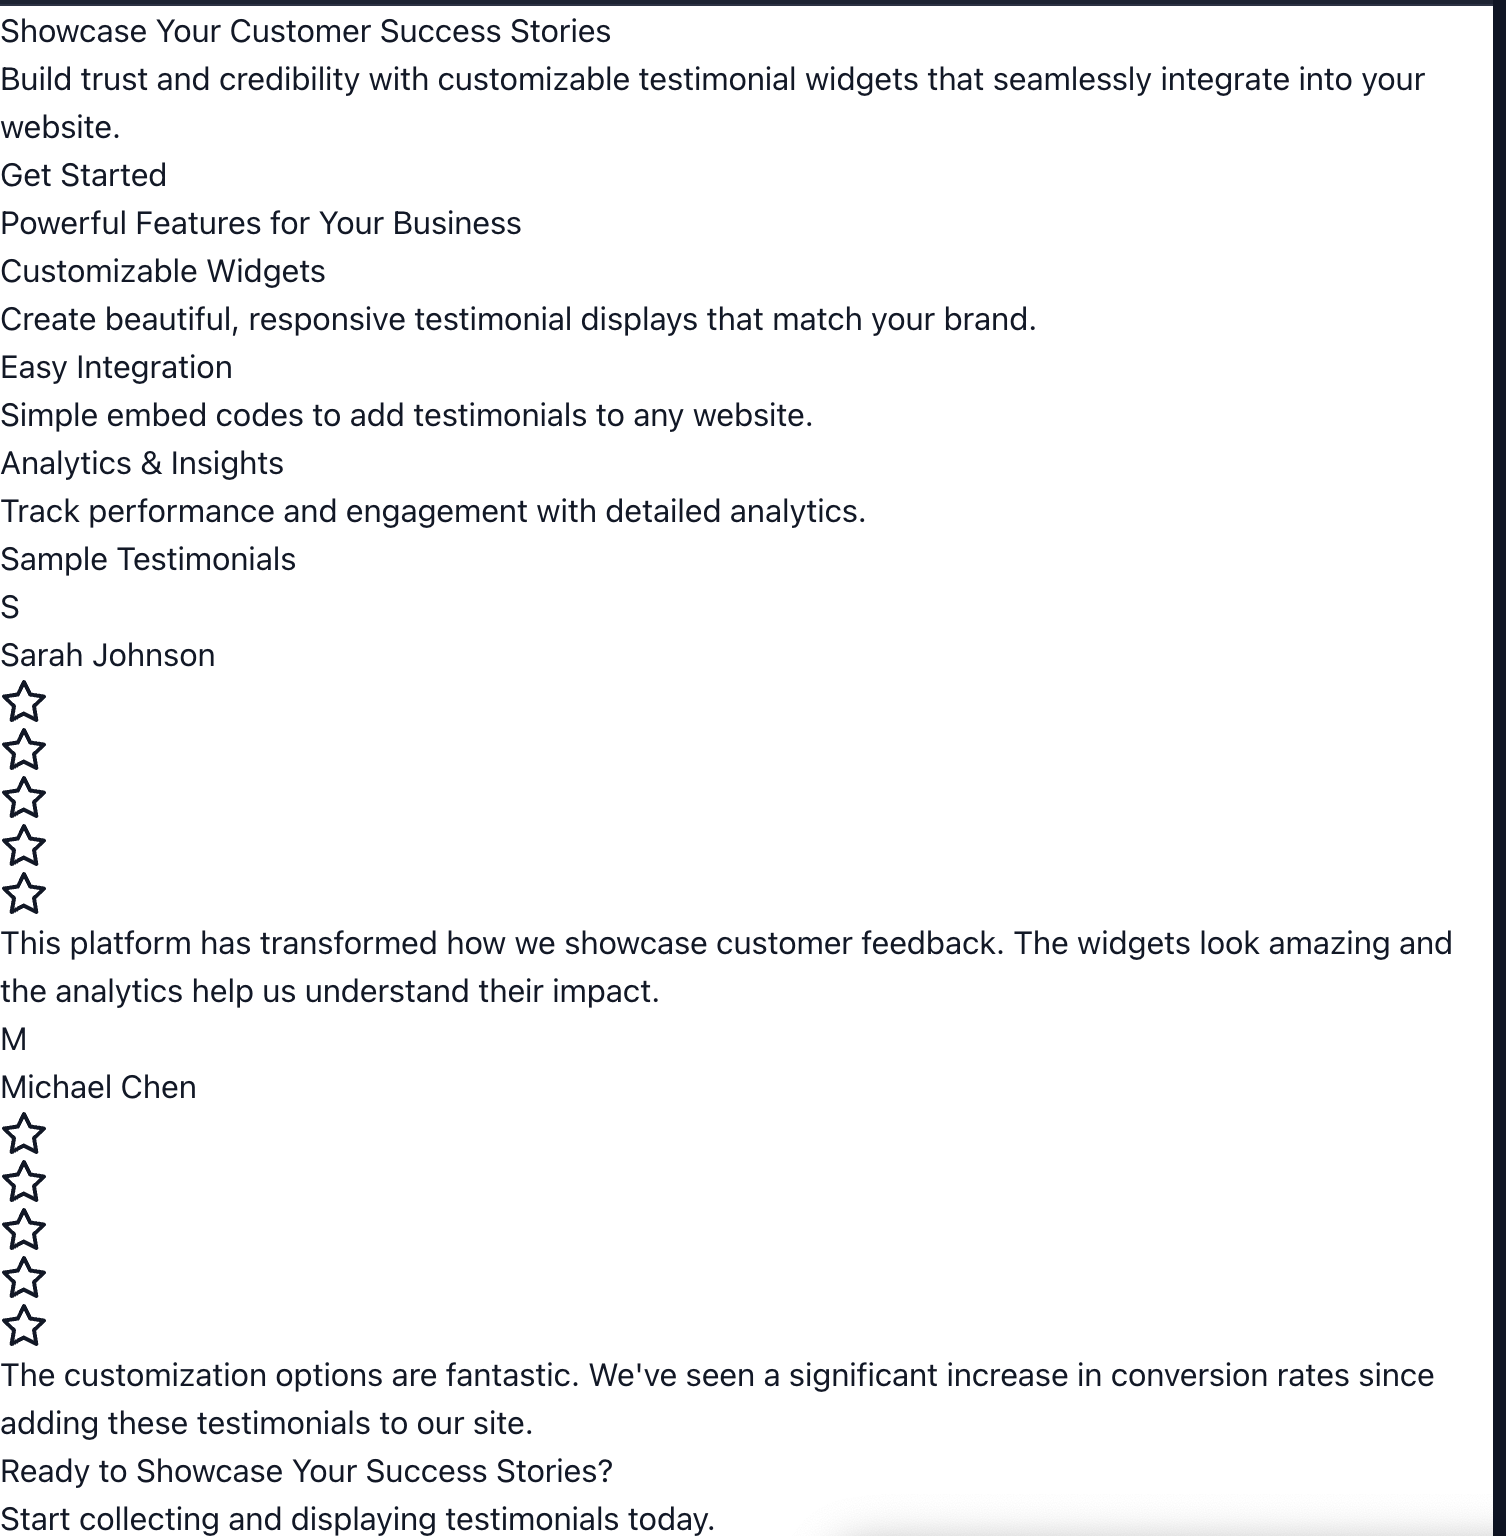 Showcase Your Customer Success Stories
Build trust and credibility with customizable testimonial widgets that seamlessly integrate into your
website.
Get Started
Powerful Features for Your Business
Customizable Widgets
Create beautiful, responsive testimonial displays that match your brand.
Easy Integration
Simple embed codes to add testimonials to any website.
Analytics & Insights
Track performance and engagement with detailed analytics.
Sample Testimonials
S
Sarah Johnson
This platform has transformed how we showcase customer feedback. The widgets look amazing and
the analytics help us understand their impact.
M
Michael Chen
The customization options are fantastic. We've seen a significant increase in conversion rates since
adding these testimonials to our site.
Ready to Showcase Your Success Stories?
Start collecting and displaying testimonials today.